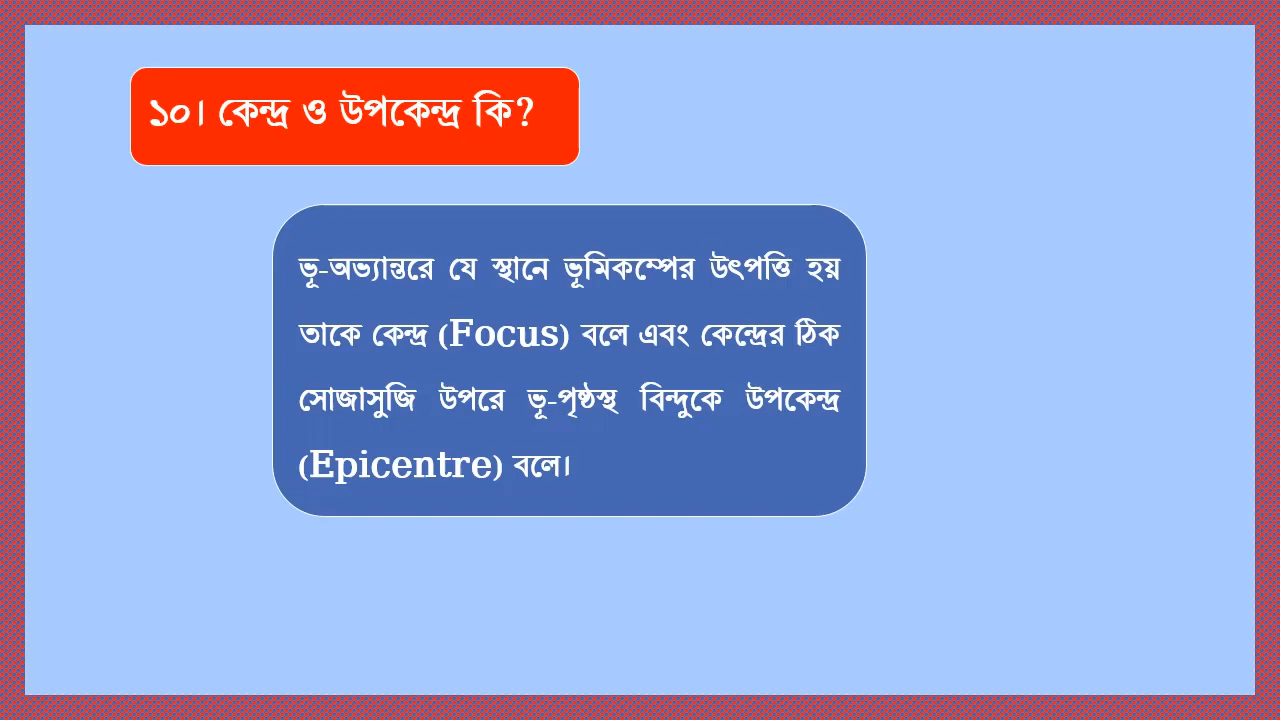 ১০। কেন্দ্র ও উপকেন্দ্র কি?
ভূ-অভ্যান্তরে যে স্থানে ভূমিকম্পের উৎপত্তি হয়
তাকে কেন্দ্র (Focus) বলে এবং কেন্দ্রের ঠিক
সোজাসুজি উপরে ভূ-পৃষ্ঠস্থ বিন্দুকে উপকেন্দ্র
(Epicentre) বলে।